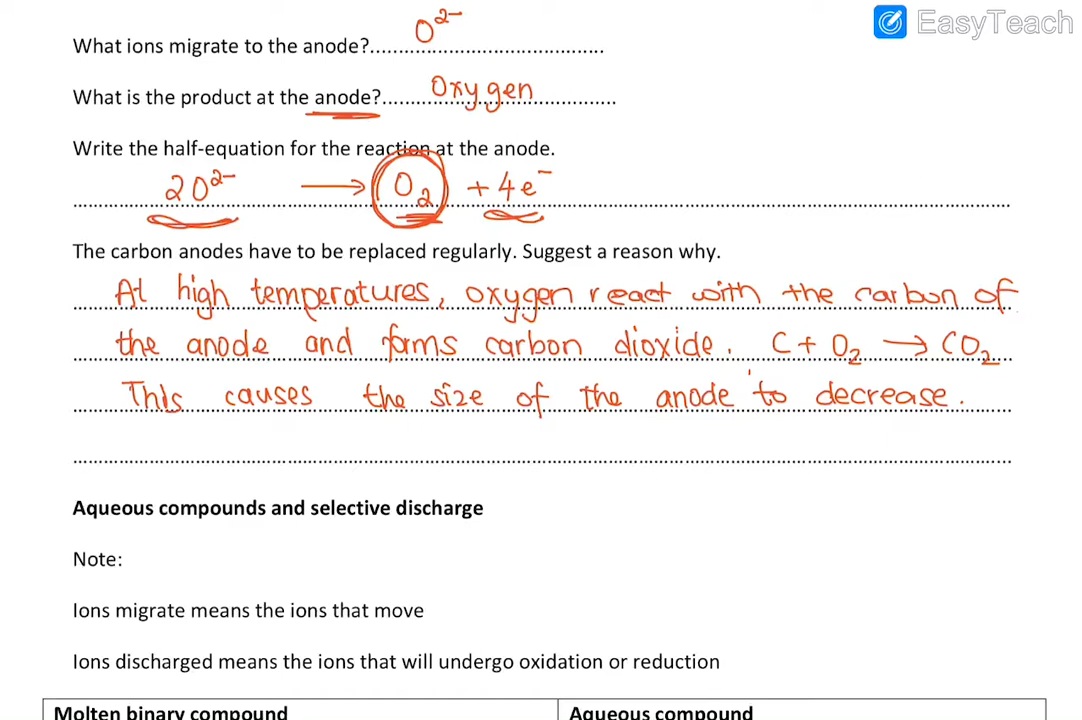 EasyTeach
What ions migrate to the anode?.......................................... O²⁻
What is the product at the anode?.......................................... Oxygen
Write the half-equation for the reaction at the anode.
2O²⁻ → O₂ + 4e⁻
The carbon anodes have to be replaced regularly. Suggest a reason why.
At high temperatures, oxygen react with the carbon of
the anode and forms carbon dioxide. C + O₂ → CO₂
This causes the size of the anode to decrease.
Aqueous compounds and selective discharge
Note:
Ions migrate means the ions that move
Ions discharged means the ions that will undergo oxidation or reduction
Molten binary compound
Aqueous compound